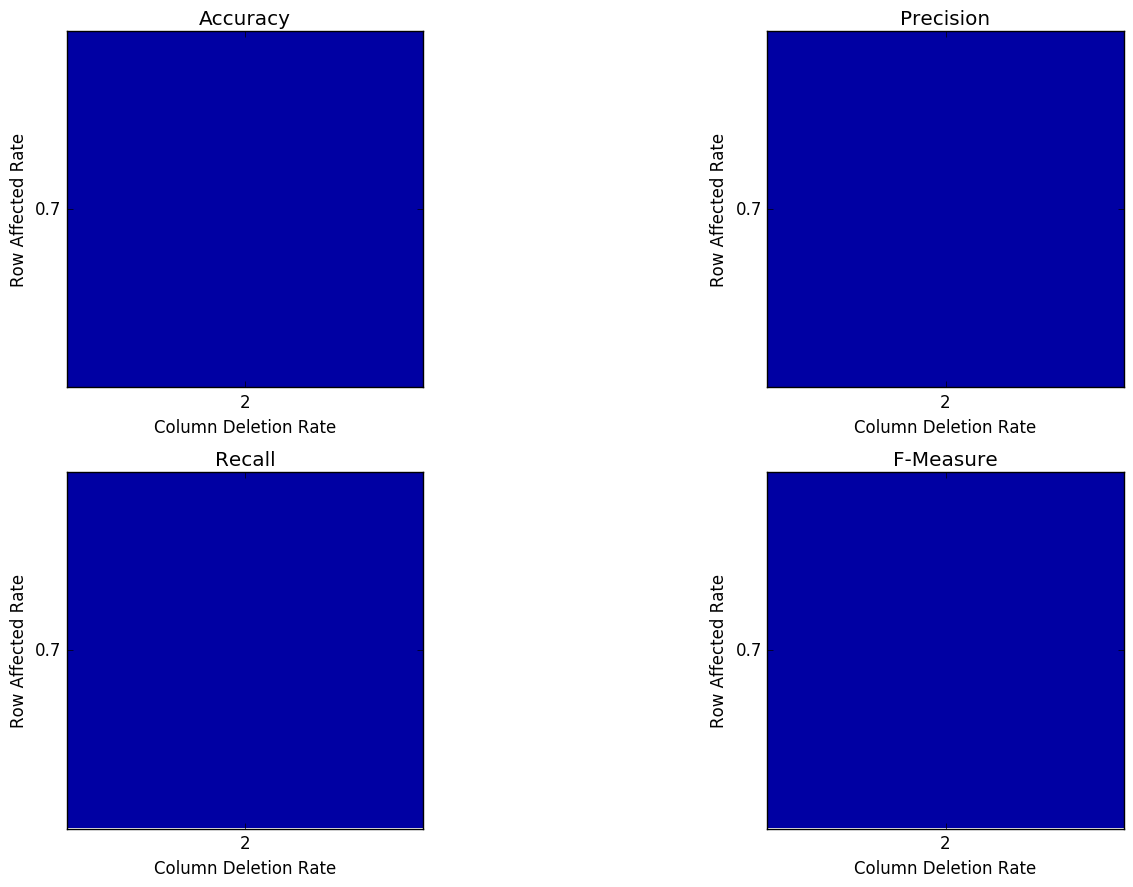 Accuracy
Row Affected Rate
0.7
2
Column Deletion Rate
Precision
Row Affected Rate
0.7
2
Column Deletion Rate
Recall
Row Affected Rate
0.7
2
Column Deletion Rate
F-Measure
Row Affected Rate
0.7
2
Column Deletion Rate